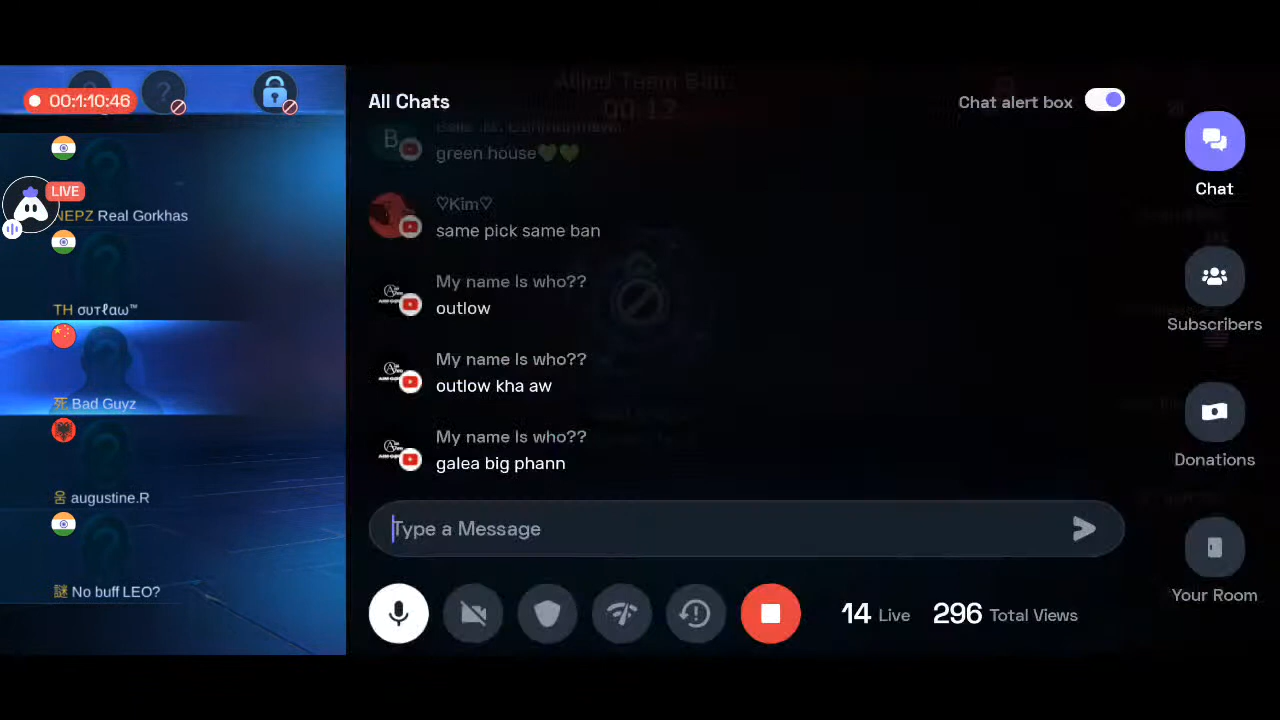 00:1:10:46
LIVE
NEPZ Real Gorkhas
TH συτℓαω™
死 Bad Guyz
움 augustine.R
謎 No buff LEO?
All Chats
Chat alert box
green house💚💚
♡Kim♡
same pick same ban
My name Is who??
outlow
My name Is who??
outlow kha aw
My name Is who??
galea big phann
Type a Message
14 Live 296 Total Views
Chat
Subscribers
Donations
Your Room